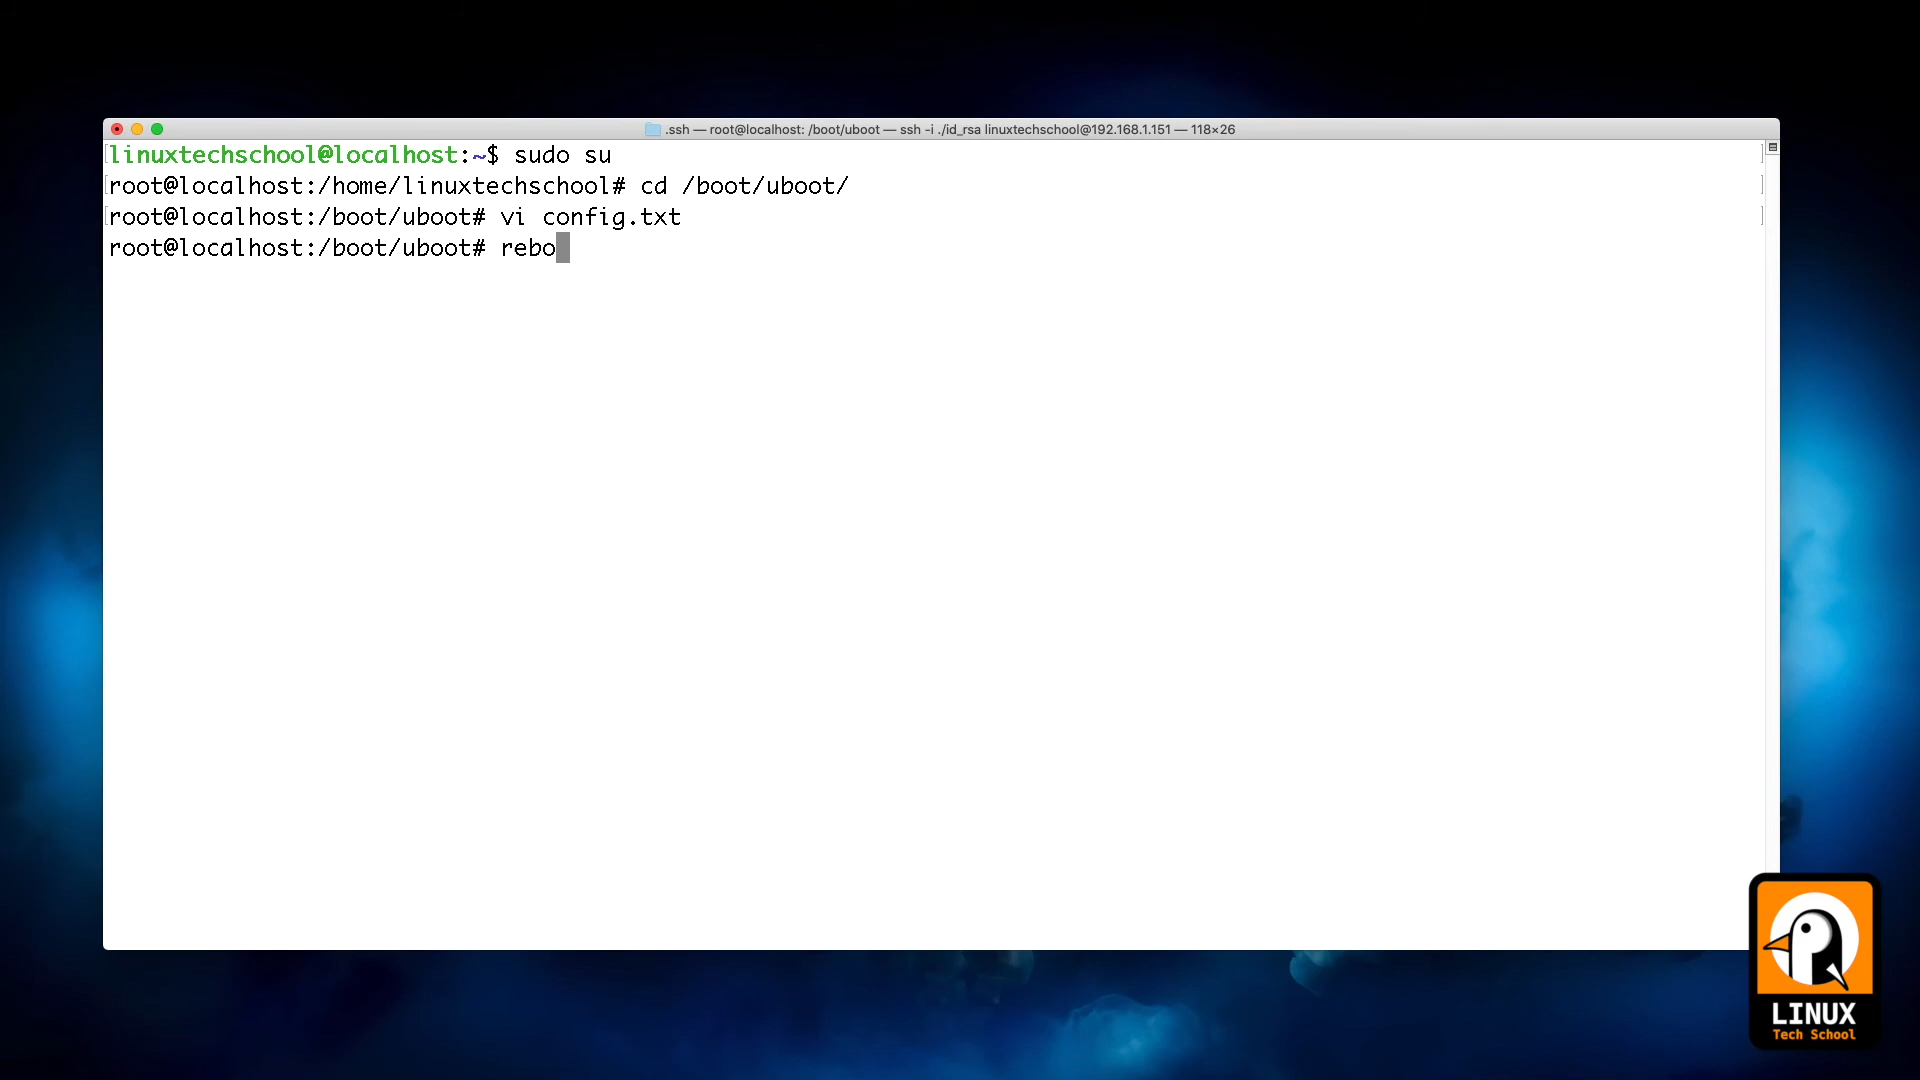 .ssh — root@localhost: /boot/uboot — ssh -i ./id_rsa linuxtechschool@192.168.1.151 — 118×26
linuxtechschool@localhost:~$ sudo su
root@localhost:/home/linuxtechschool# cd /boot/uboot/
root@localhost:/boot/uboot# vi config.txt
root@localhost:/boot/uboot# rebo
LINUX
Tech School